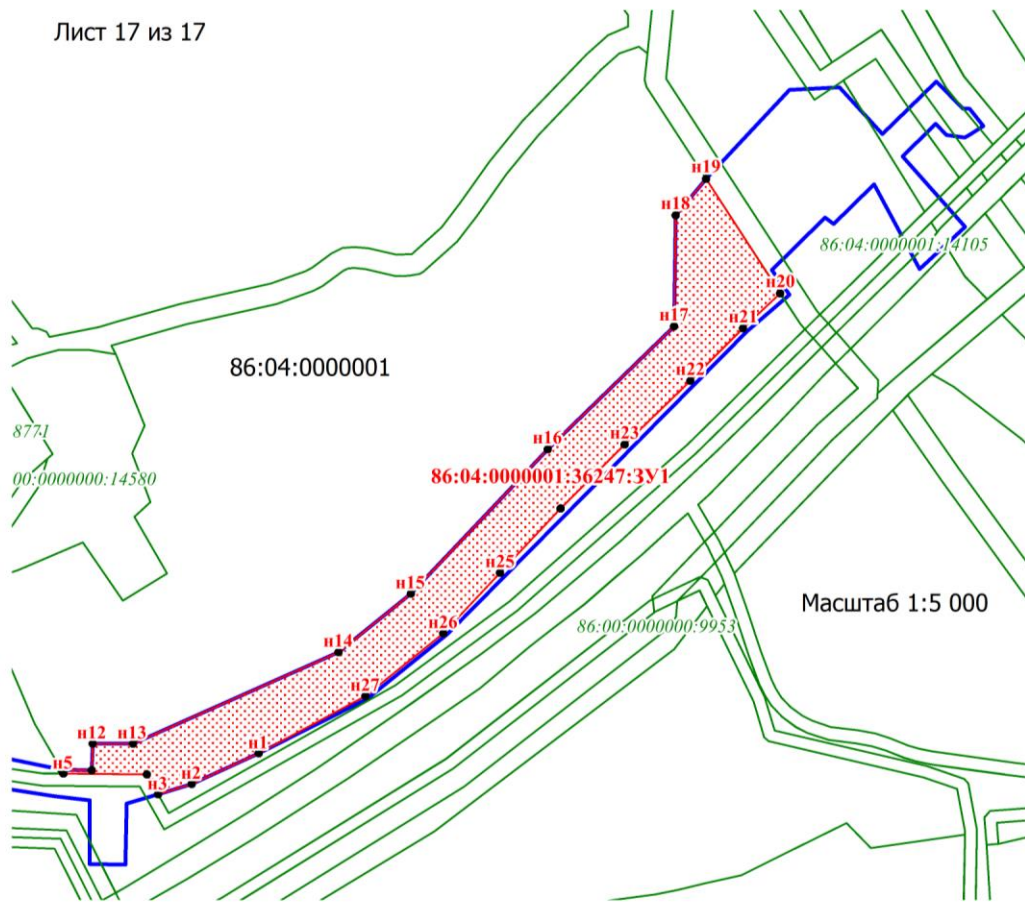 Лист 17 из 17
н19
н18
86:04:0000001:14105
н20
н17
н21
86:04:0000001
н22
8771
н16
н23
00:0000000:14580
86:04:0000001:36247:ЗУ1
н25
н15
Масштаб 1:5 000
н26
86:00:0000000:9953
н14
н27
н12
н13
н1
н5
н3
н2